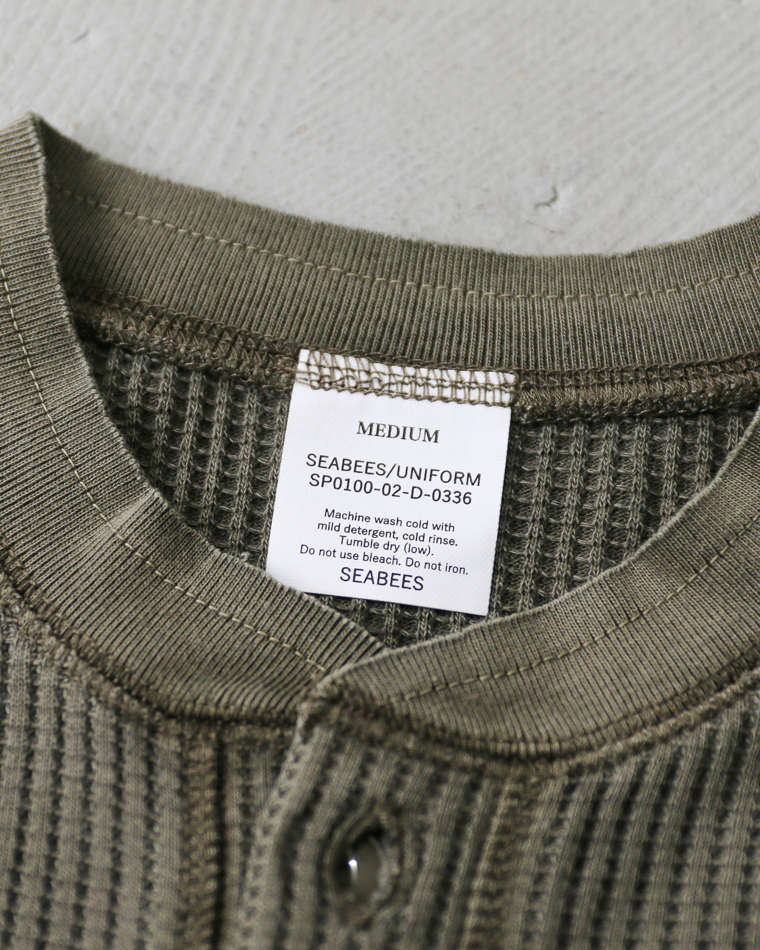 MEDIUM
SEABEES/UNIFORM
SP0100-02-D-0336
Machine wash cold with
mild detergent, cold rinse.
Tumble dry (low).
Do not use bleach. Do not iron.
SEABEES